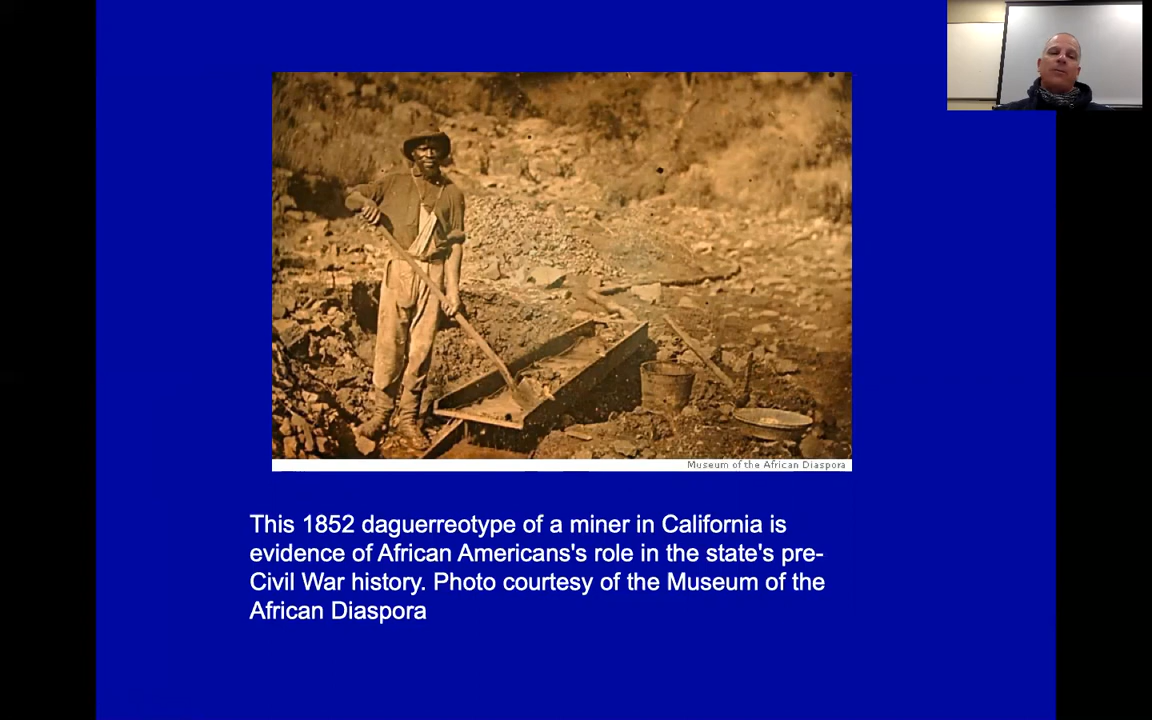 Museum of the African Diaspora
This 1852 daguerreotype of a miner in California is
evidence of African Americans's role in the state's pre-
Civil War history. Photo courtesy of the Museum of the
African Diaspora